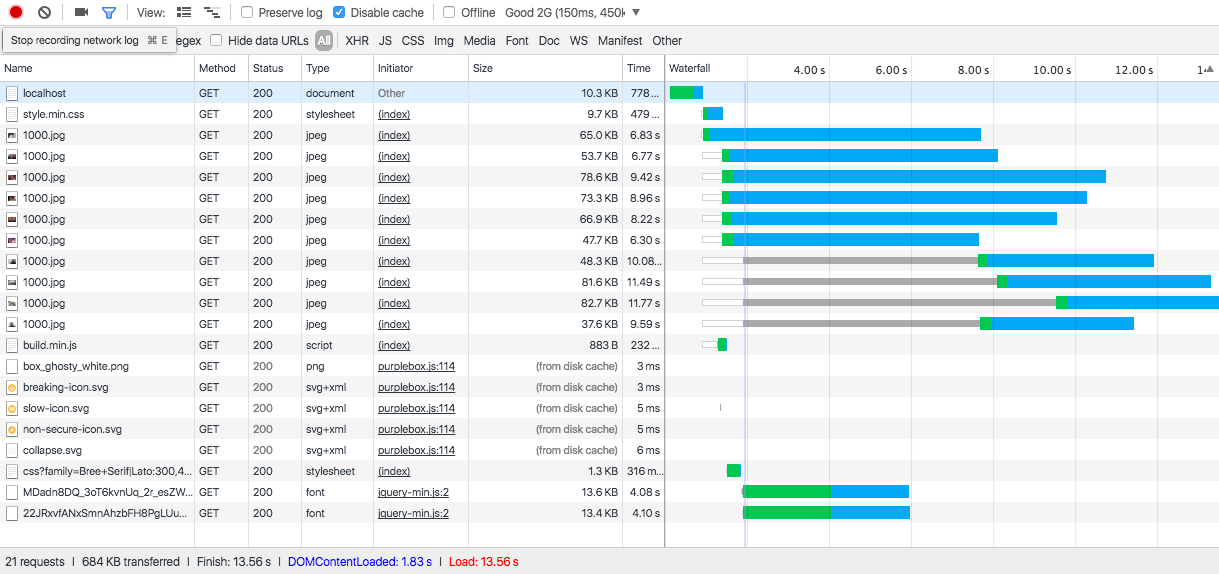 View: Preserve log Disable cache Offline Good 2G (150ms, 450k
Stop recording network log ⌘ E egex Hide data URLs All XHR JS CSS Img Media Font Doc WS Manifest Other
Name Method Status Type Initiator Size Time Waterfall 4.00 s 6.00 s 8.00 s 10.00 s 12.00 s 1
localhost GET 200 document Other 10.3 KB 778 ...
style.min.css GET 200 stylesheet (index) 9.7 KB 479 ...
1000.jpg GET 200 jpeg (index) 65.0 KB 6.83 s
1000.jpg GET 200 jpeg (index) 53.7 KB 6.77 s
1000.jpg GET 200 jpeg (index) 78.6 KB 9.42 s
1000.jpg GET 200 jpeg (index) 73.3 KB 8.96 s
1000.jpg GET 200 jpeg (index) 66.9 KB 8.22 s
1000.jpg GET 200 jpeg (index) 47.7 KB 6.30 s
1000.jpg GET 200 jpeg (index) 48.3 KB 10.08...
1000.jpg GET 200 jpeg (index) 81.6 KB 11.49 s
1000.jpg GET 200 jpeg (index) 82.7 KB 11.77 s
1000.jpg GET 200 jpeg (index) 37.6 KB 9.59 s
build.min.js GET 200 script (index) 883 B 232 ...
box_ghosty_white.png GET 200 png purplebox.js:114 (from disk cache) 3 ms
breaking-icon.svg GET 200 svg+xml purplebox.js:114 (from disk cache) 3 ms
slow-icon.svg GET 200 svg+xml purplebox.js:114 (from disk cache) 5 ms
non-secure-icon.svg GET 200 svg+xml purplebox.js:114 (from disk cache) 5 ms
collapse.svg GET 200 svg+xml purplebox.js:114 (from disk cache) 6 ms
css?family=Bree+Serif|Lato:300,4... GET 200 stylesheet (index) 1.3 KB 316 m...
MDadn8DQ_3oT6kvnUq_2r_esZW... GET 200 font jquery-min.js:2 13.6 KB 4.08 s
22JRxvfANxSmnAhzbFH8PgLUu... GET 200 font jquery-min.js:2 13.4 KB 4.10 s
21 requests | 684 KB transferred | Finish: 13.56 s | DOMContentLoaded: 1.83 s | Load: 13.56 s